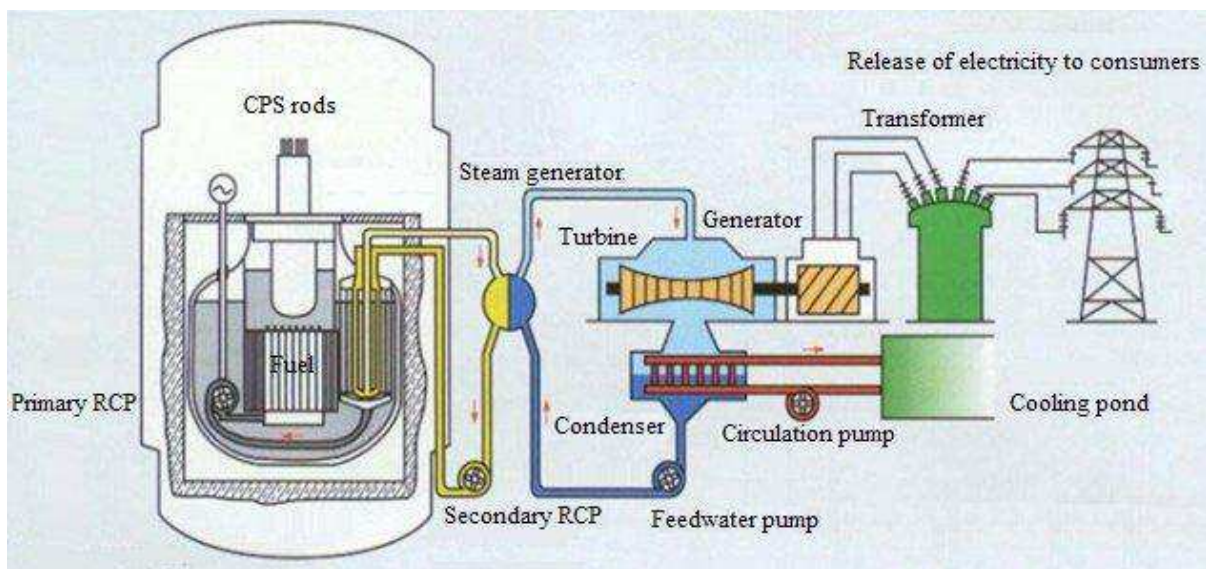 Release of electricity to consumers
CPS rods
Transformer
Steam generator
Generator
Turbine
Fuel
Primary RCP
Cooling pond
Condenser
Circulation pump
Secondary RCP
Feedwater pump